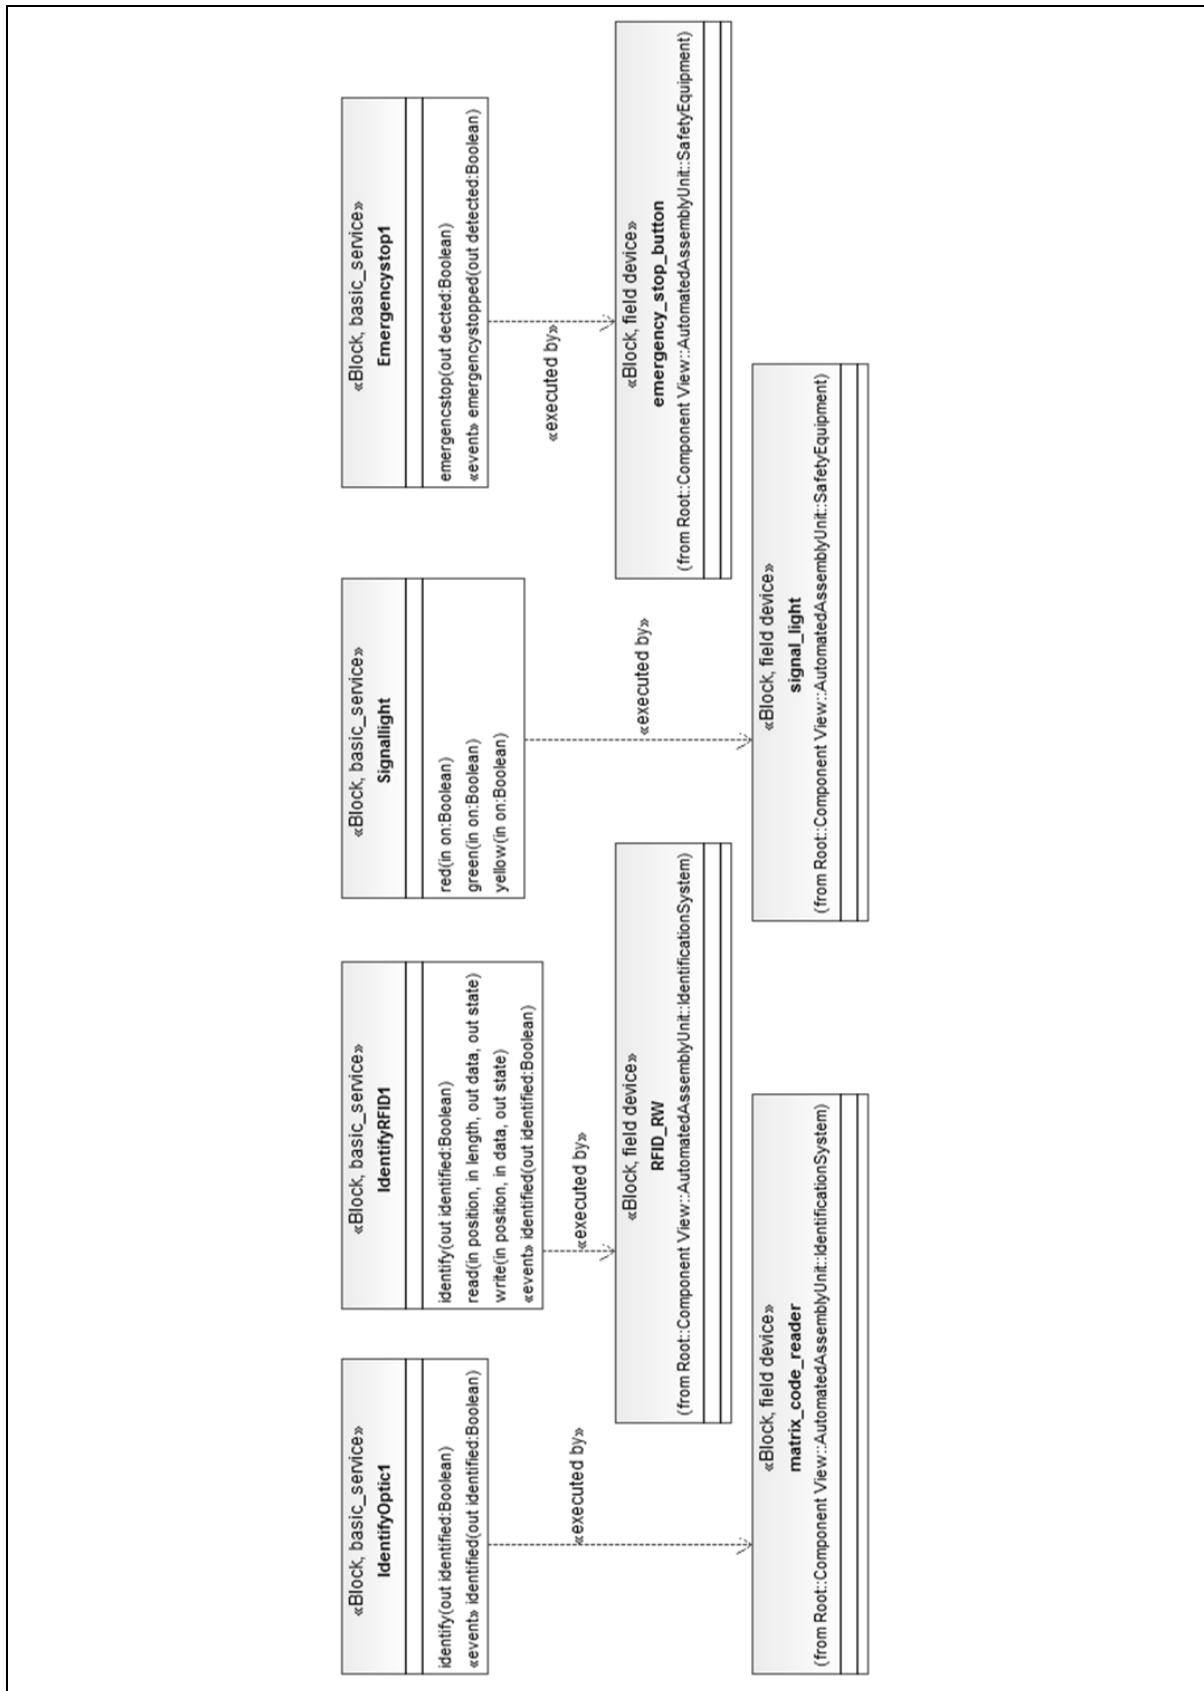 «Block, basic_service»
IdentifyOptic1
identify(out identified:Boolean)
«event» identified(out identified:Boolean)
«Block, basic_service»
IdentifyRFID1
identify(out identified:Boolean)
read(in position, in length, out data, out state)
write(in position, in data, out state)
«event» identified(out identified:Boolean)
«Block, basic_service»
Signallight
red(in on:Boolean)
green(in on:Boolean)
yellow(in on:Boolean)
«Block, basic_service»
Emergencystop1
emergencstop(out dected:Boolean)
«event» emergencystopped(out detected:Boolean)
«executed by»
«executed by»
«executed by»
«executed by»
«Block, field device»
matrix_code_reader
(from Root::Component View::AutomatedAssemblyUnit::IdentificationSystem)
«Block, field device»
RFID_RW
(from Root::Component View::AutomatedAssemblyUnit::IdentificationSystem)
«Block, field device»
signal_light
(from Root::Component View::AutomatedAssemblyUnit::SafetyEquipment)
«Block, field device»
emergency_stop_button
(from Root::Component View::AutomatedAssemblyUnit::SafetyEquipment)